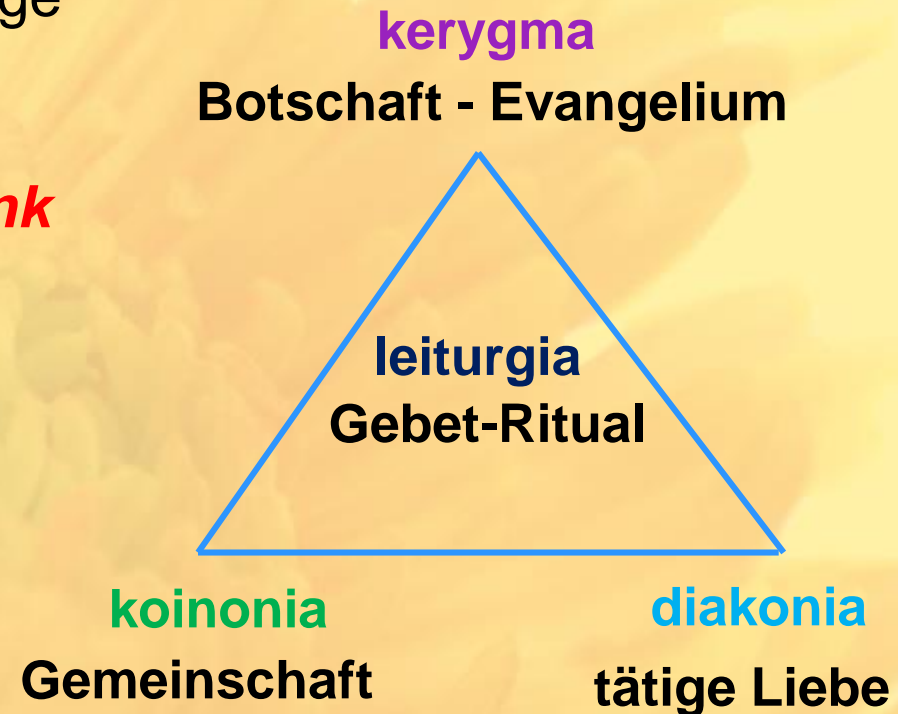 kerygma
Botschaft - Evangelium
leiturgia
Gebet-Ritual
koinonia
diakonia
Gemeinschaft
tätige Liebe